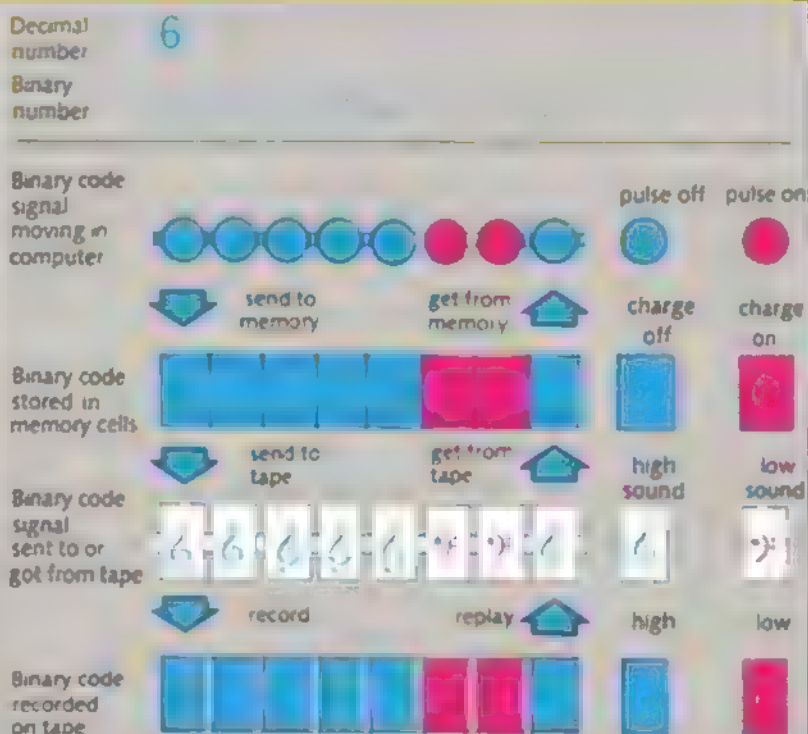 Decimal
number
6
Binary
number
Binary code
signal
moving in
computer
pulse off
pulse on
send to
memory
get from
memory
charge
off
charge
on
Binary code
stored in
memory cells
send to
tape
get from
tape
high
sound
low
sound
Binary code
signal
sent to or
got from tape
record
replay
high
low
Binary code
recorded
on tape